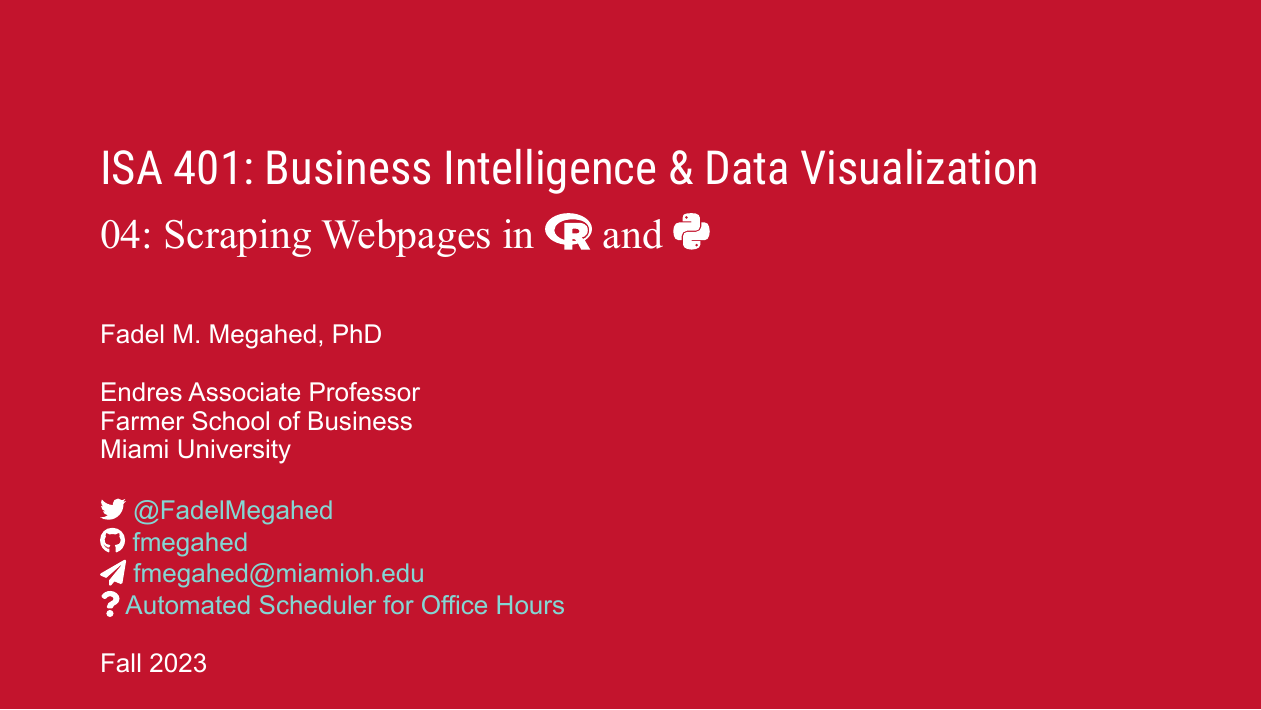 ISA 401: Business Intelligence & Data Visualization
04: Scraping Webpages in R and
Fadel M. Megahed, PhD
Endres Associate Professor
Farmer School of Business
Miami University
@FadelMegahed
fmegahed
fmegahed@miamioh.edu
? Automated Scheduler for Office Hours
Fall 2023